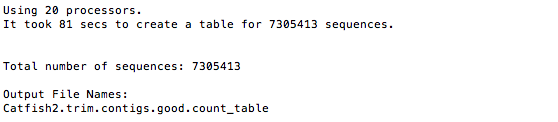 Using 20 processors.
It took 81 secs to create a table for 7305413 sequences.
Total number of sequences: 7305413
Output File Names:
Catfish2.trim.contigs.good.count_table